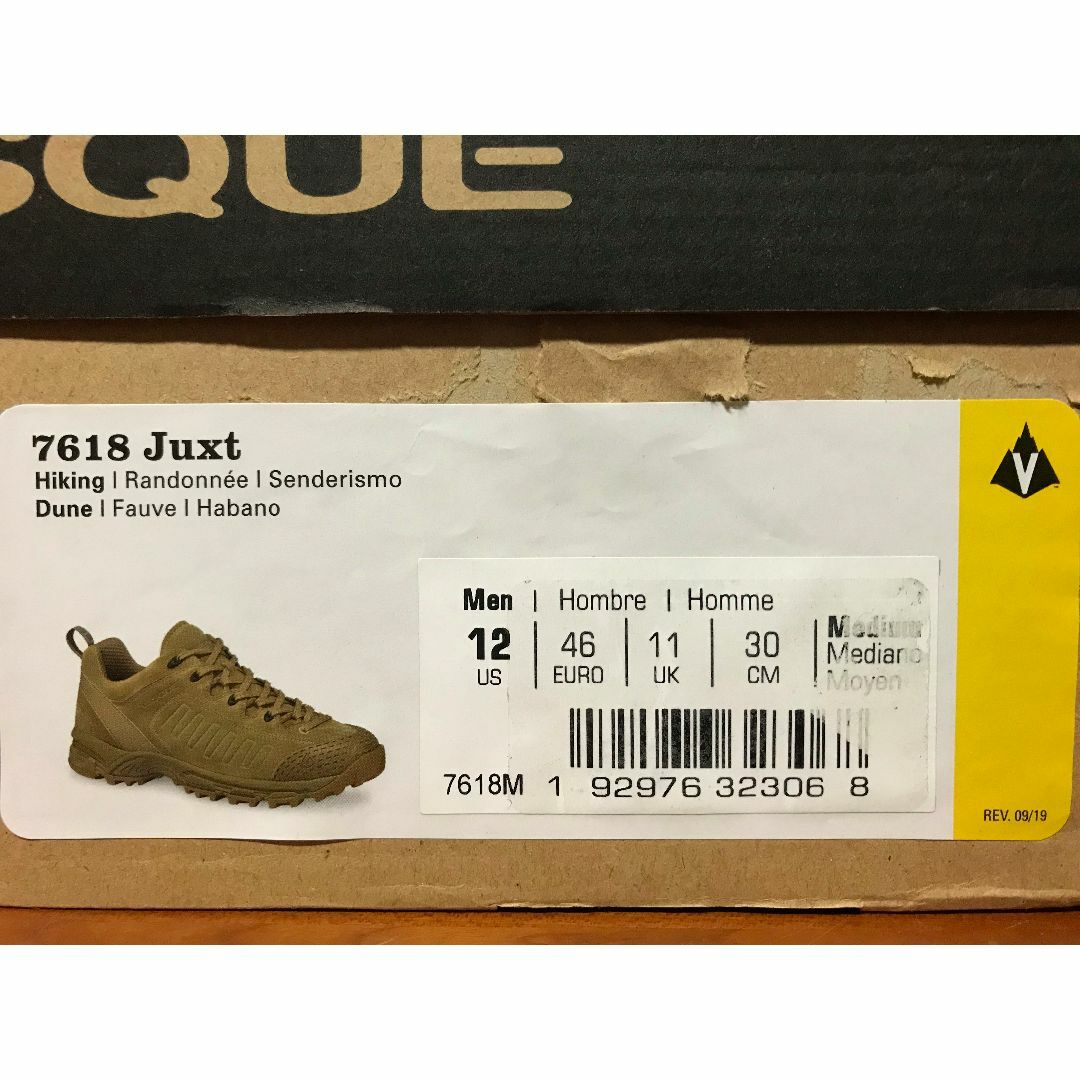 SQUE
7618 Juxt
Hiking | Randonnée | Senderismo
Dune | Fauve | Habano
V
Men | Hombre | Homme
12 | 46 | 11 | 30 | Medium
US EURO UK CM Mediano
Moyen
7618M 1 92976 32306 8
REV. 09/19